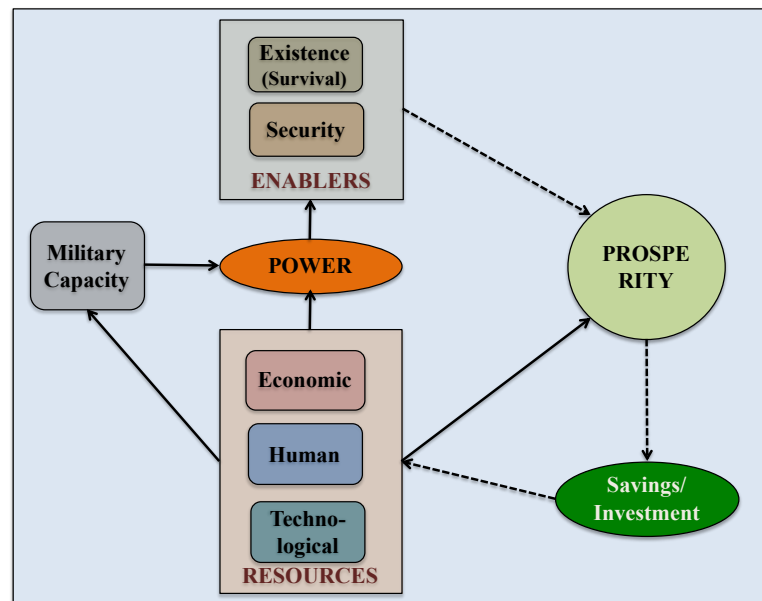 Existence
(Survival)
Security
ENABLERS
Military
Capacity
POWER
PROSPE
RITY
Economic
Human
Techno-
logical
RESOURCES
Savings/
Investment